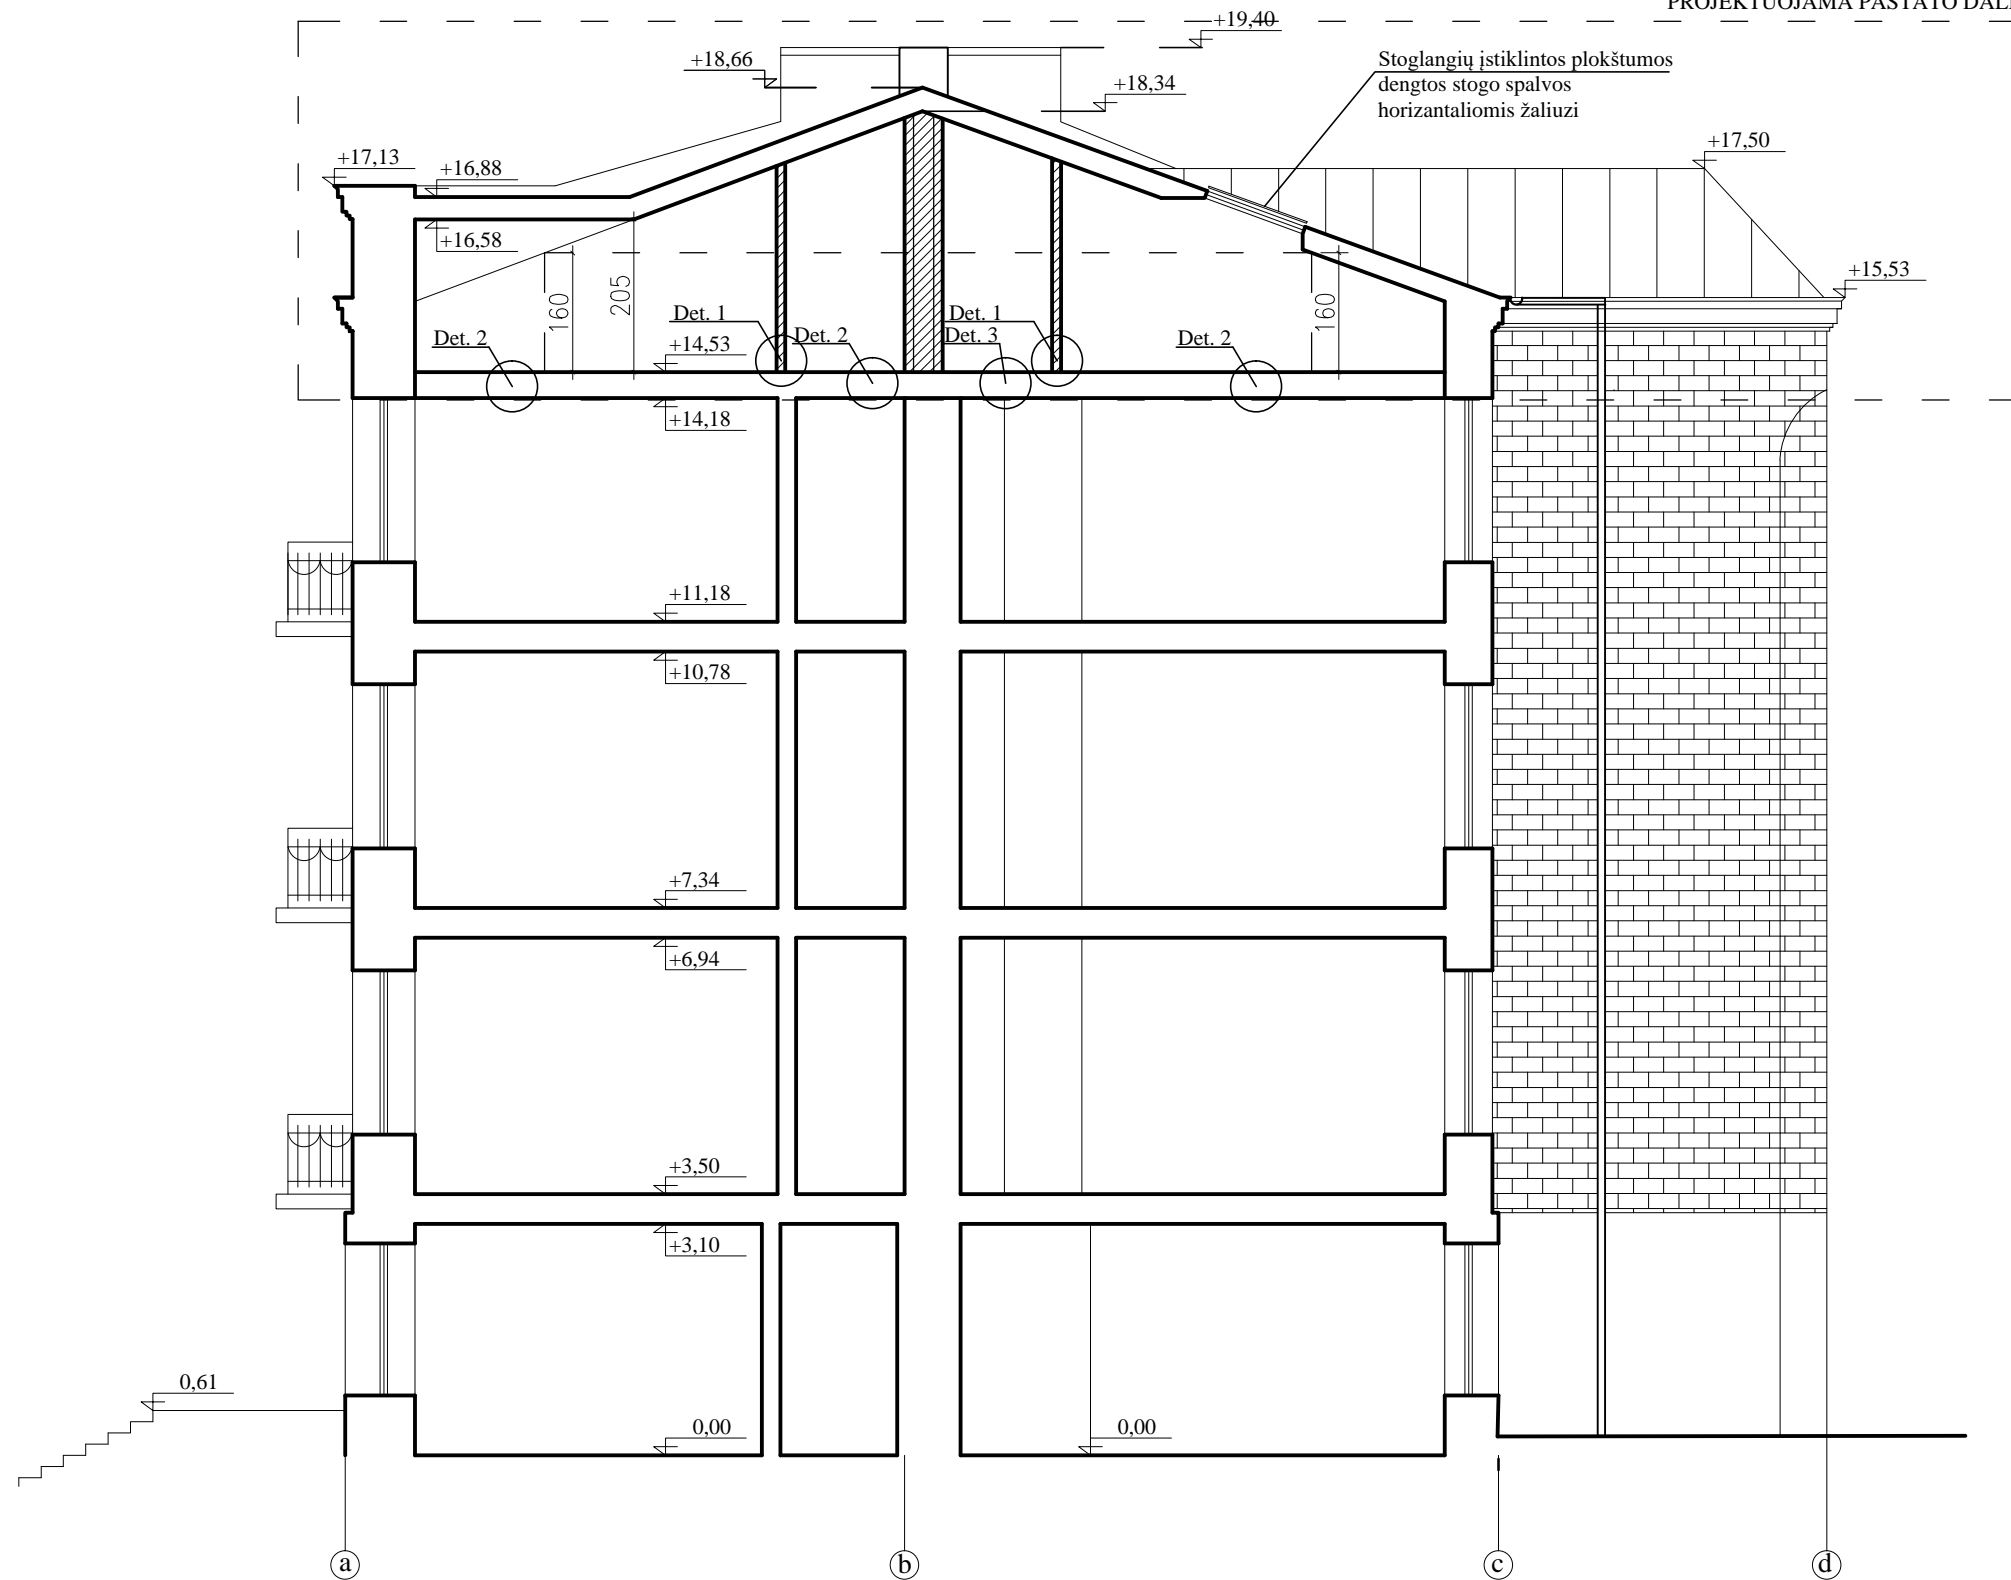 PROJEKTUOJAMA PASTATO
+19,40
+18,66
+18,34
Stoglangių įstiklintos plokštumos
dengtos stogo spalvos
horizantaliomis žaliuzi
+17,50
+17,13
+16,88
+16,58
+15,53
160
205
160
Det. 1
Det. 1
Det. 2
Det. 2
Det. 3
Det. 2
+14,53
+14,18
+11,18
+10,78
+7,34
+6,94
+3,50
+3,10
0,61
0,00
0,00
a
b
c
d